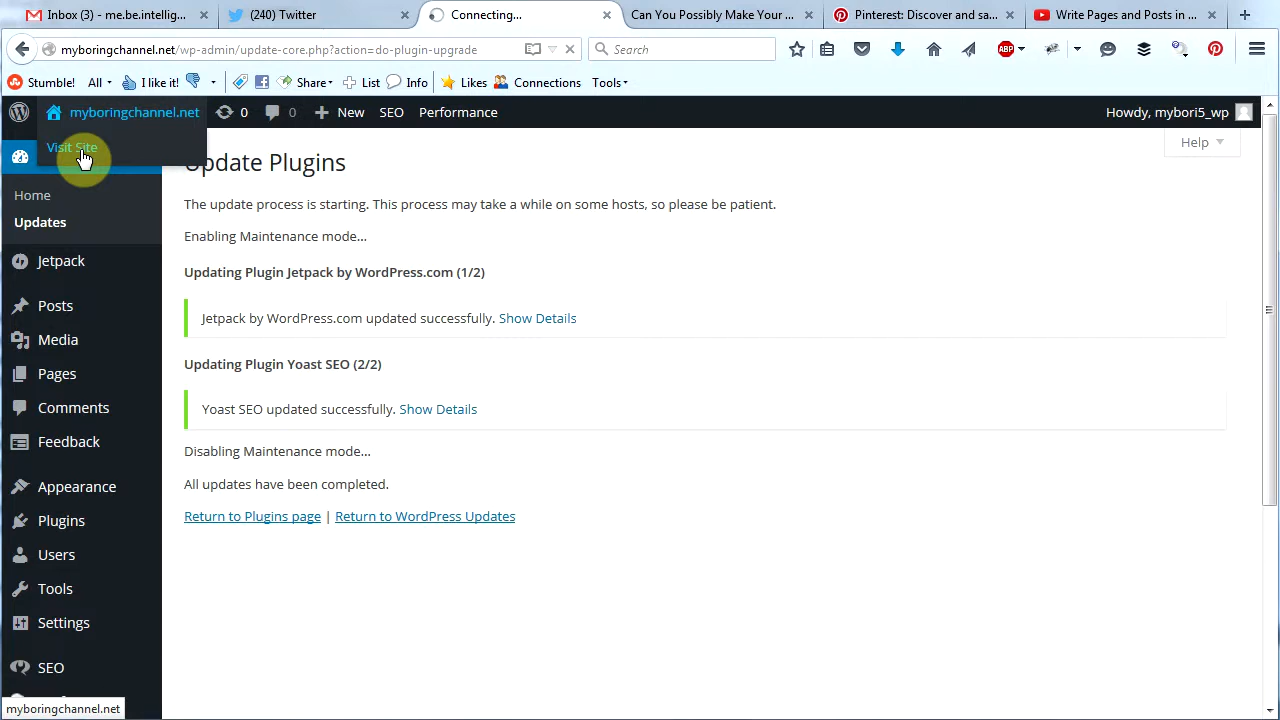 Inbox (3) - me.be.intellig...
(240) Twitter
Connecting...
Can You Possibly Make Your ...
Pinterest: Discover and sa...
Write Pages and Posts in ...
myboringchannel.net/wp-admin/update-core.php?action=do-plugin-upgrade
Search
ABP
Stumble!
All
I like it!
Share
List
Info
Likes
Connections
Tools
myboringchannel.net
0
0
New
SEO
Performance
Howdy, mybori5_wp
Visit Site
Update Plugins
Help
Home
Updates
Jetpack
Posts
Media
Pages
Comments
Feedback
Appearance
Plugins
Users
Tools
Settings
SEO
The update process is starting. This process may take a while on some hosts, so please be patient.
Enabling Maintenance mode...
Updating Plugin Jetpack by WordPress.com (1/2)
Jetpack by WordPress.com updated successfully. Show Details
Updating Plugin Yoast SEO (2/2)
Yoast SEO updated successfully. Show Details
Disabling Maintenance mode...
All updates have been completed.
Return to Plugins page | Return to WordPress Updates
myboringchannel.net